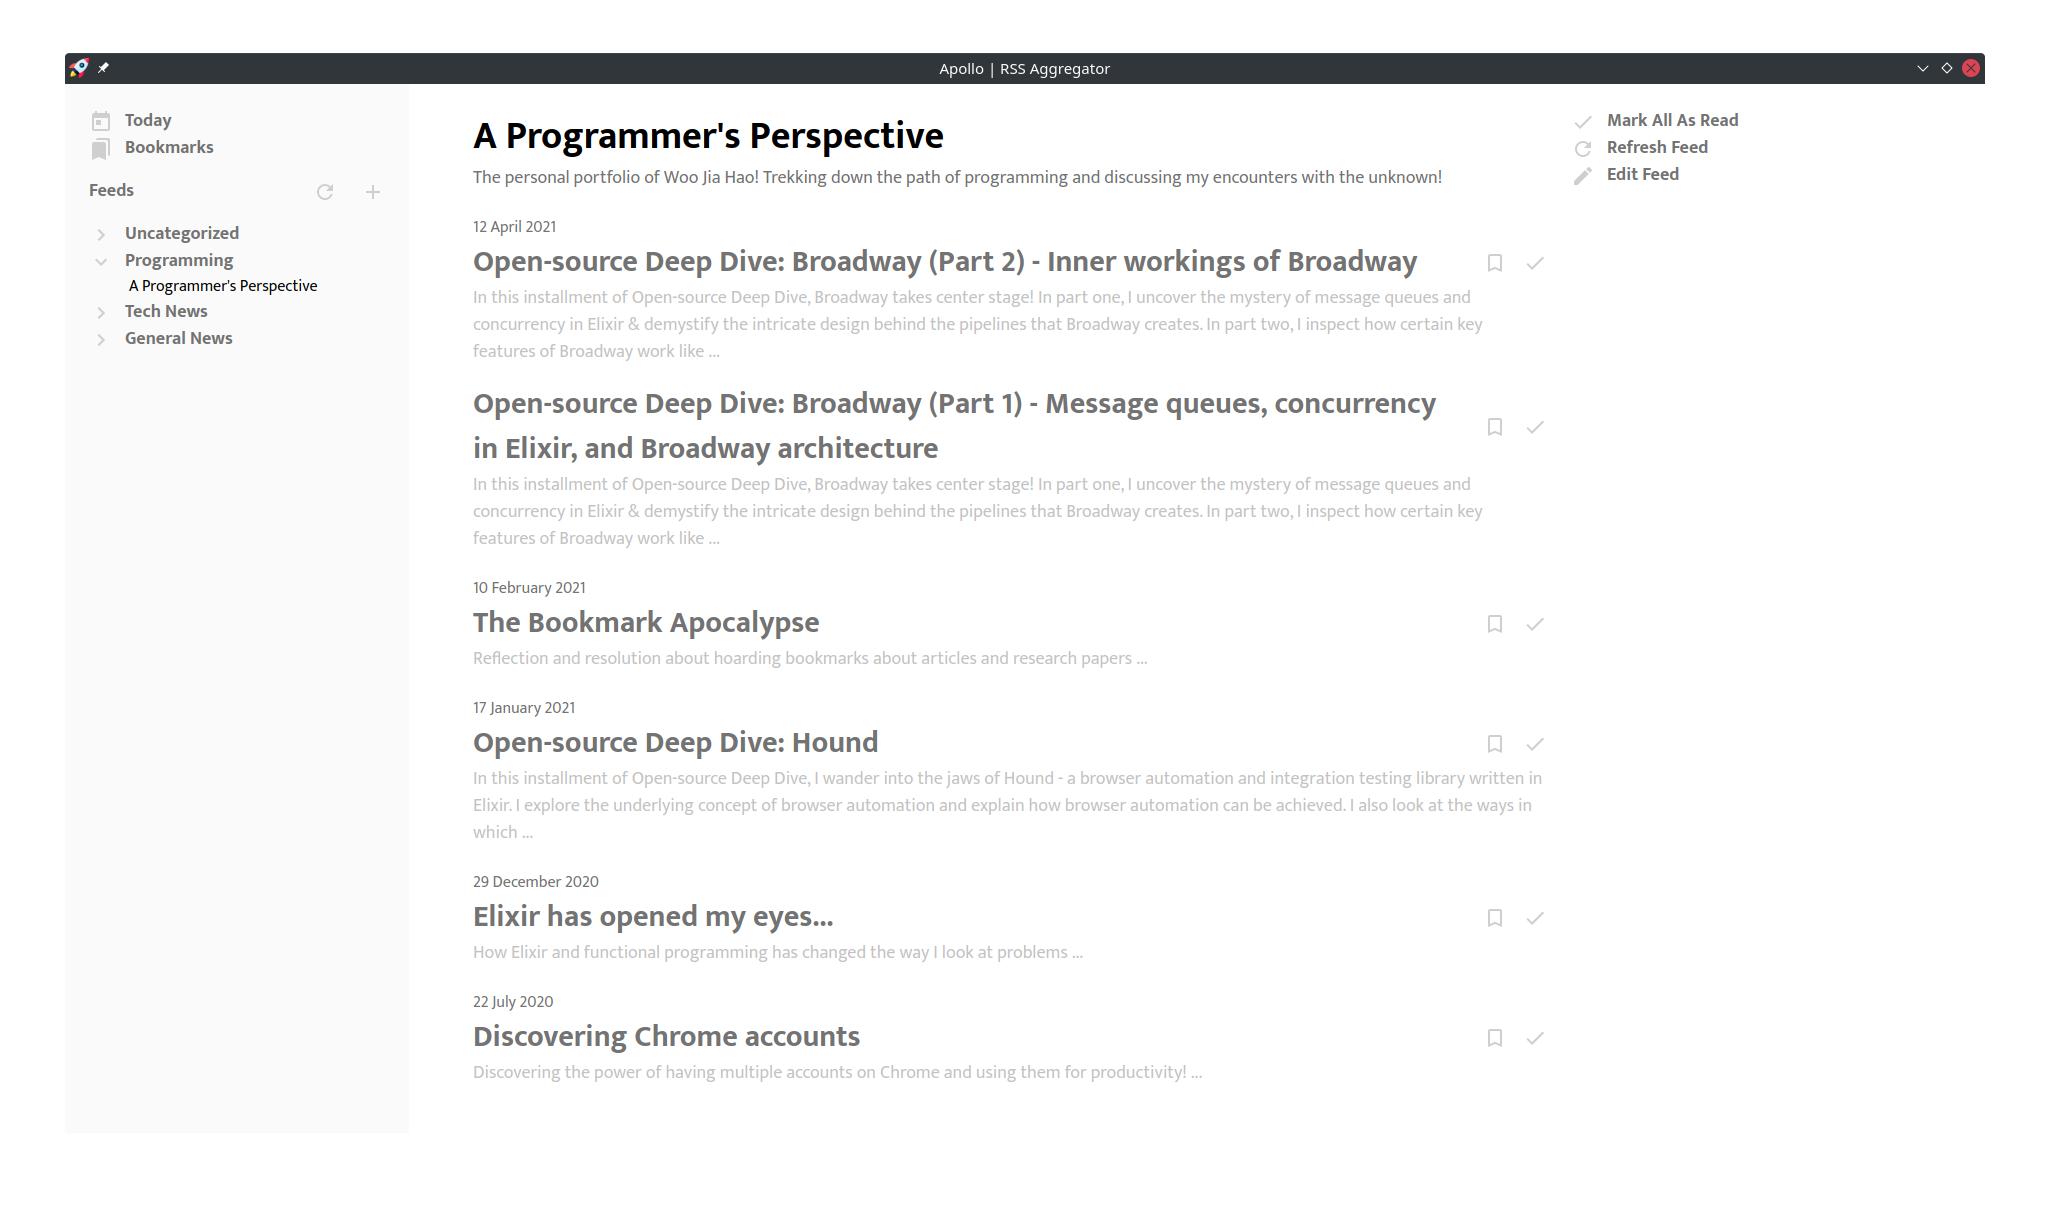 Apollo | RSS Aggregator
Today
Bookmarks
Feeds
Uncategorized
Programming
A Programmer's Perspective
Tech News
General News
A Programmer's Perspective
The personal portfolio of Woo Jia Hao! Trekking down the path of programming and discussing my encounters with the unknown!
12 April 2021
Open-source Deep Dive: Broadway (Part 2) - Inner workings of Broadway
In this installment of Open-source Deep Dive, Broadway takes center stage! In part one, I uncover the mystery of message queues and
concurrency in Elixir & demystify the intricate design behind the pipelines that Broadway creates. In part two, I inspect how certain key
features of Broadway work like ...
Open-source Deep Dive: Broadway (Part 1) - Message queues, concurrency
in Elixir, and Broadway architecture
In this installment of Open-source Deep Dive, Broadway takes center stage! In part one, I uncover the mystery of message queues and
concurrency in Elixir & demystify the intricate design behind the pipelines that Broadway creates. In part two, I inspect how certain key
features of Broadway work like ...
10 February 2021
The Bookmark Apocalypse
Reflection and resolution about hoarding bookmarks about articles and research papers ...
17 January 2021
Open-source Deep Dive: Hound
In this installment of Open-source Deep Dive, I wander into the jaws of Hound - a browser automation and integration testing library written in
Elixir. I explore the underlying concept of browser automation and explain how browser automation can be achieved. I also look at the ways in
which ...
29 December 2020
Elixir has opened my eyes...
How Elixir and functional programming has changed the way I look at problems ...
22 July 2020
Discovering Chrome accounts
Discovering the power of having multiple accounts on Chrome and using them for productivity! ...
Mark All As Read
Refresh Feed
Edit Feed